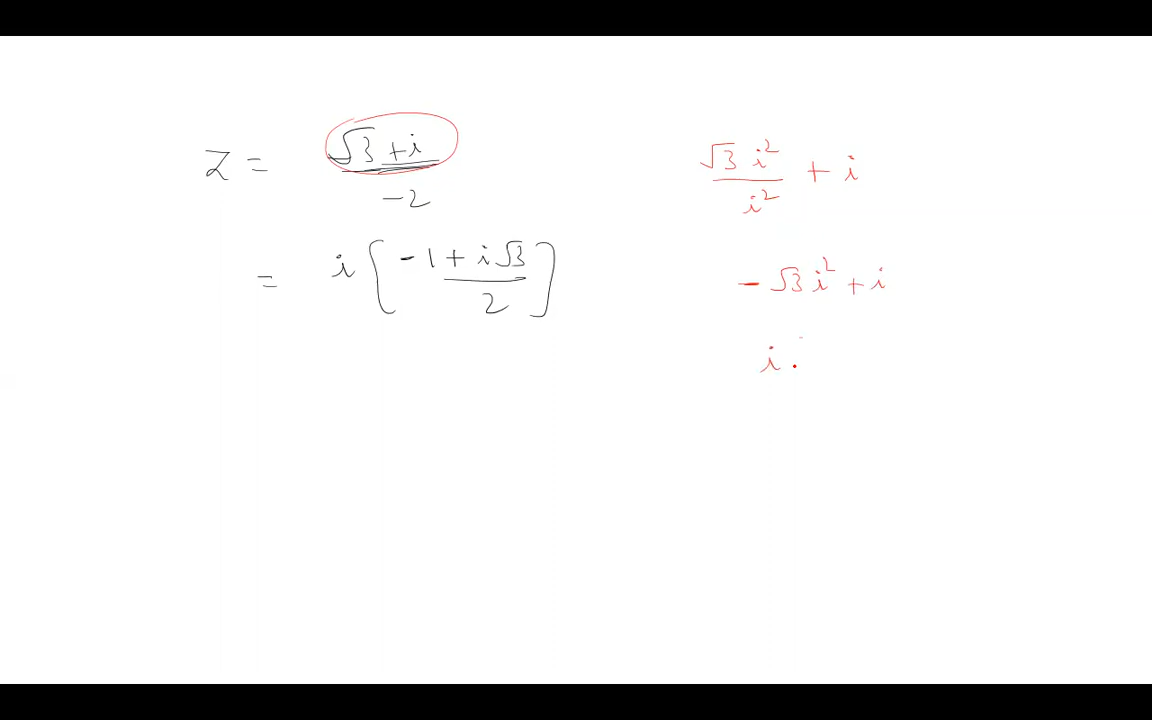 z = (√3 + i) / -2
= i [ (-1 + i√3) / 2 ]
(√3 i²) / i² + i
- √3 i² + i
i .